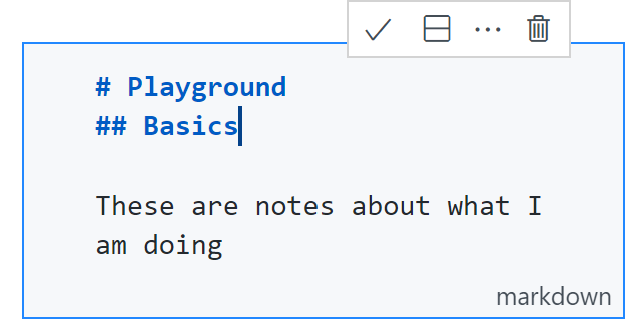 # Playground
## Basics
These are notes about what I
am doing
markdown